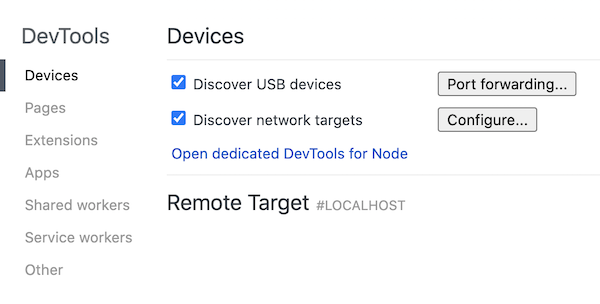 DevTools
Devices
Pages
Extensions
Apps
Shared workers
Service workers
Other
Devices
Discover USB devices
Port forwarding...
Discover network targets
Configure...
Open dedicated DevTools for Node
Remote Target #LOCALHOST